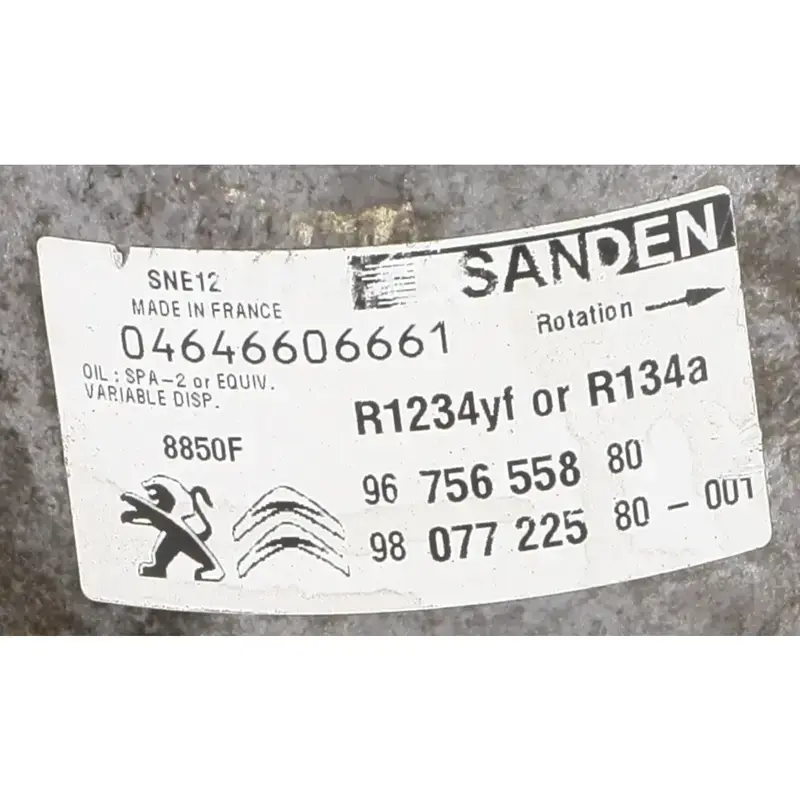 SANDEN
SNE12
MADE IN FRANCE
04646606661
Rotation
OIL : SPA-2 or EQUIV.
VARIABLE DISP.
R1234yf or R134a
8850F
96 756 558 80
98 077 225 80 - 001